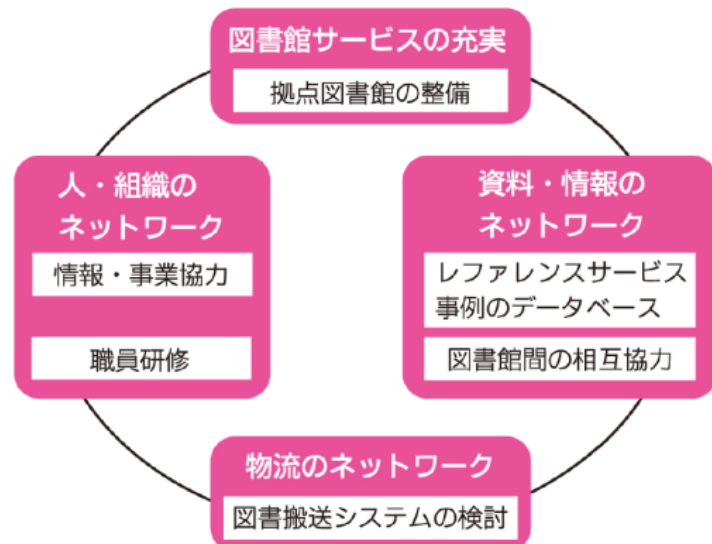 図書館サービスの充実
拠点図書館の整備
人・組織の
ネットワーク
情報・事業協力
職員研修
資料・情報の
ネットワーク
レファレンスサービス
事例のデータベース
図書館間の相互協力
物流のネットワーク
図書搬送システムの検討